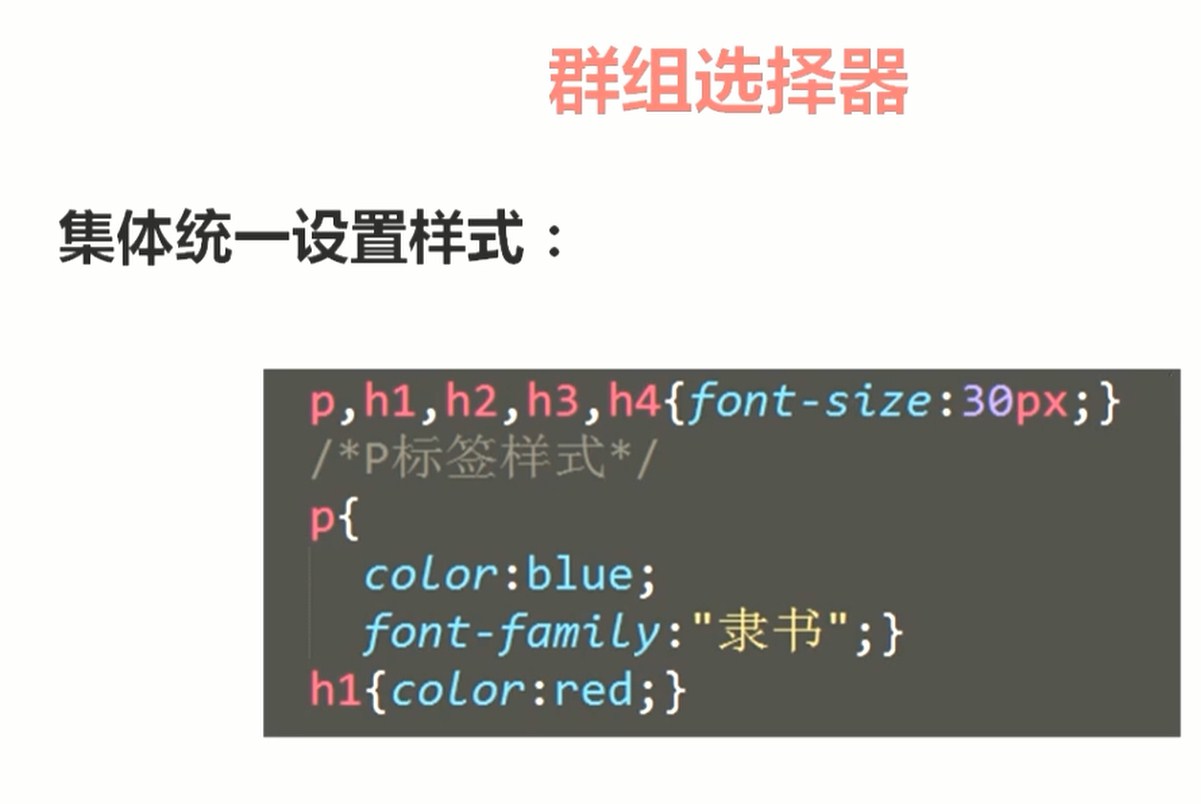 群组选择器
集体统一设置样式：
p,h1,h2,h3,h4{font-size:30px;}
/*P标签样式*/
p{
color:blue;
font-family:"隶书";}
h1{color:red;}